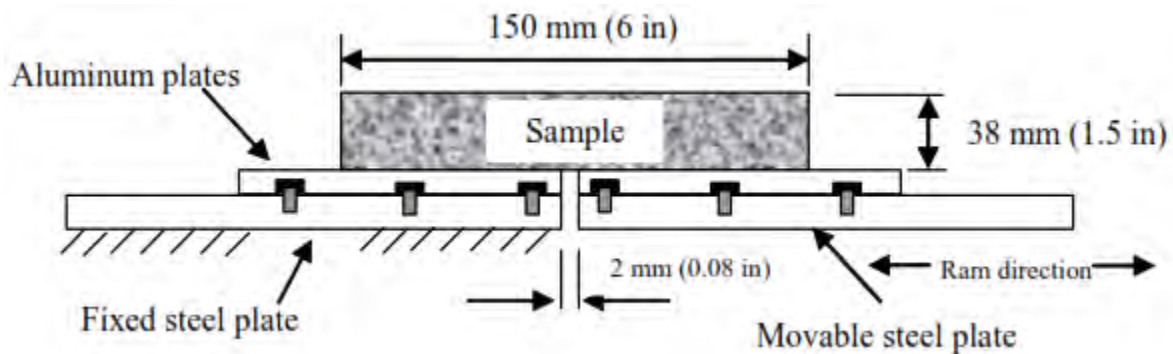 150 mm (6 in)
Aluminum plates
Sample
38 mm (1.5 in)
2 mm (0.08 in)
Ram direction
Fixed steel plate
Movable steel plate